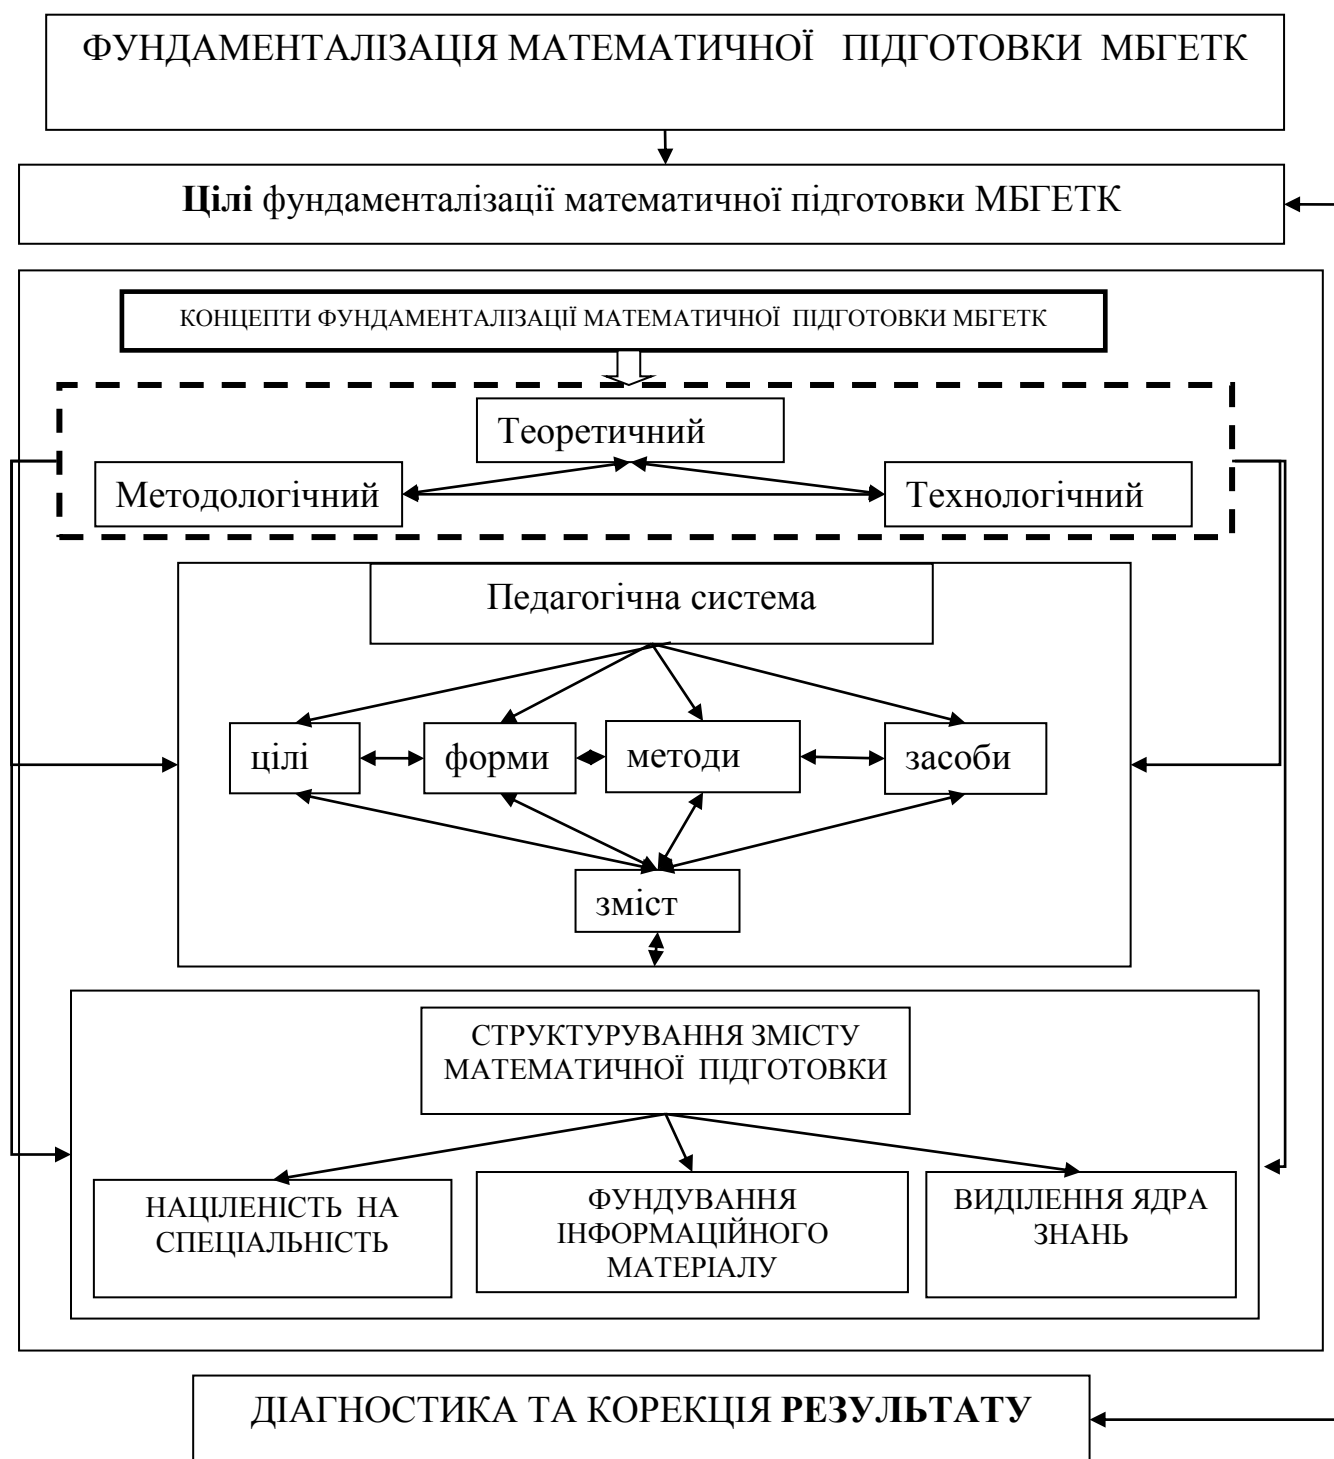 ФУНДАМЕНТАЛІЗАЦІЯ МАТЕМАТИЧНОЇ ПІДГОТОВКИ МБГЕТК
Цілі фундаменталізації математичної підготовки МБГЕТК
КОНЦЕПТИ ФУНДАМЕНТАЛІЗАЦІЇ МАТЕМАТИЧНОЇ ПІДГОТОВКИ МБГЕТК
Теоретичний
Методологічний
Технологічний
Педагогічна система
цілі
форми
методи
засоби
зміст
СТРУКТУРУВАННЯ ЗМІСТУ
МАТЕМАТИЧНОЇ ПІДГОТОВКИ
НАЦІЛЕНІСТЬ НА
СПЕЦІАЛЬНІСТЬ
ФУНДУВАННЯ
ІНФОРМАЦІЙНОГО
МАТЕРІАЛУ
ВИДІЛЕННЯ ЯДРА
ЗНАНЬ
ДІАГНОСТИКА ТА КОРЕКЦІЯ РЕЗУЛЬТАТУ